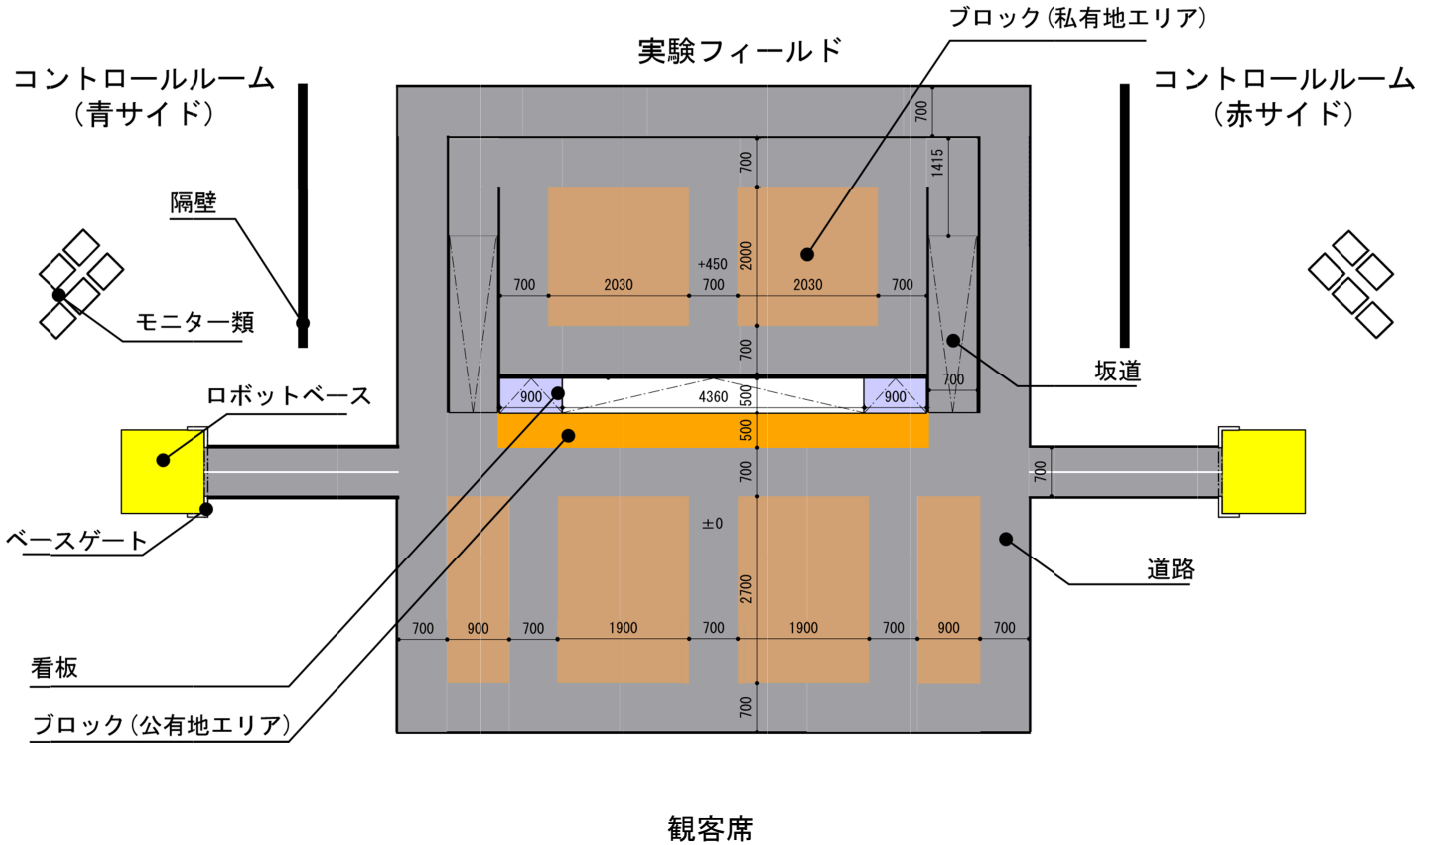 ブロック(私有地エリア)
実験フィールド
コントロールルーム
(青サイド)
コントロールルーム
(赤サイド)
700
700
1415
隔壁
+450
2000
700
2030
700
2030
700
モニター類
700
坂道
700
ロボットベース
900
4360
500
900
500
700
700
ベースゲート
±0
道路
2700
700
900
700
1900
700
1900
700
900
700
看板
ブロック(公有地エリア)
700
観客席